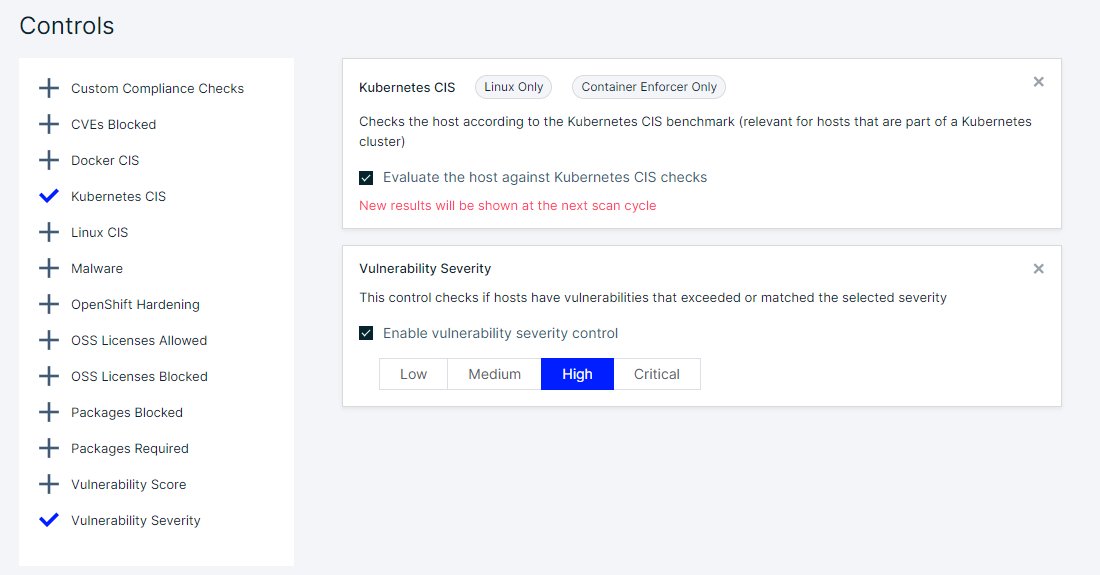 Controls
Custom Compliance Checks
CVEs Blocked
Docker CIS
Kubernetes CIS
Linux CIS
Malware
OpenShift Hardening
OSS Licenses Allowed
OSS Licenses Blocked
Packages Blocked
Packages Required
Vulnerability Score
Vulnerability Severity
Kubernetes CIS Linux Only Container Enforcer Only
Checks the host according to the Kubernetes CIS benchmark (relevant for hosts that are part of a Kubernetes
cluster)
Evaluate the host against Kubernetes CIS checks
New results will be shown at the next scan cycle
Vulnerability Severity
This control checks if hosts have vulnerabilities that exceeded or matched the selected severity
Enable vulnerability severity control
Low Medium High Critical